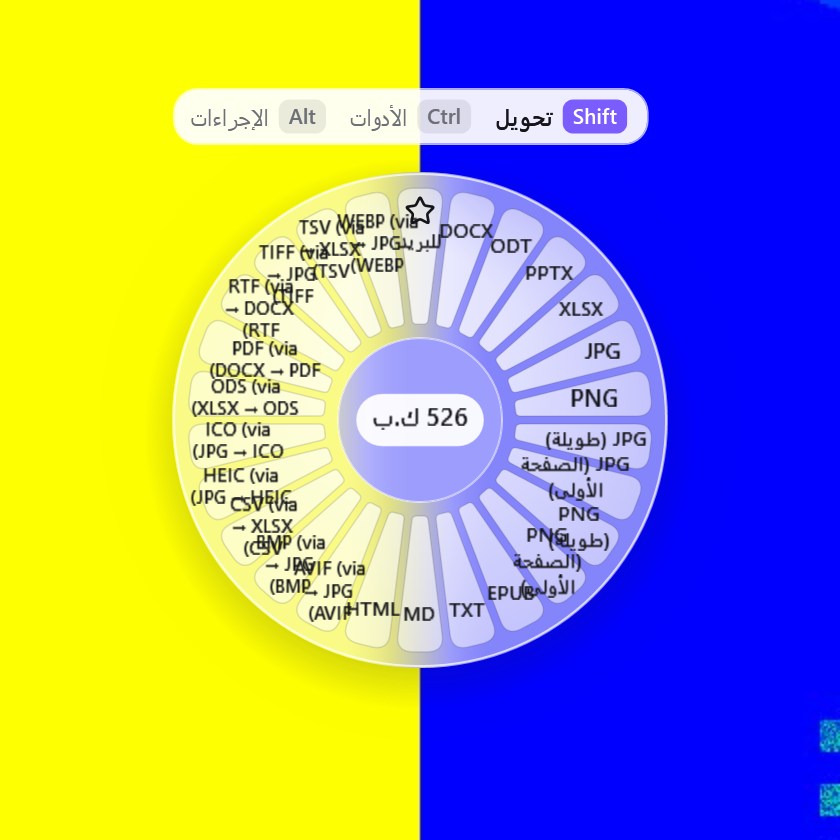 Shift تحويل Ctrl الأدوات Alt الإجراءات
للبريد
DOCX
ODT
PPTX
XLSX
JPG
PNG
JPG (طويلة)
JPG (الصفحة
الأولى)
PNG
(طويلة)
PNG
(الصفحة
الأولى)
EPUB
TXT
MD
HTML
AVIF (via
→ JPG
(AVIF
BMP (via
→ JPG
(BMP
CSV (via
→ XLSX
(CSV
HEIC (via
(JPG → HEIC
ICO (via
(JPG → ICO
ODS (via
(XLSX → ODS
PDF (via
(DOCX → PDF
RTF (via
→ DOCX
(RTF
TIFF (via
→ JPG
(TIFF
TSV (via
→ XLSX
(TSV
WEBP (via
→ JPG
(WEBP
526 ك.ب